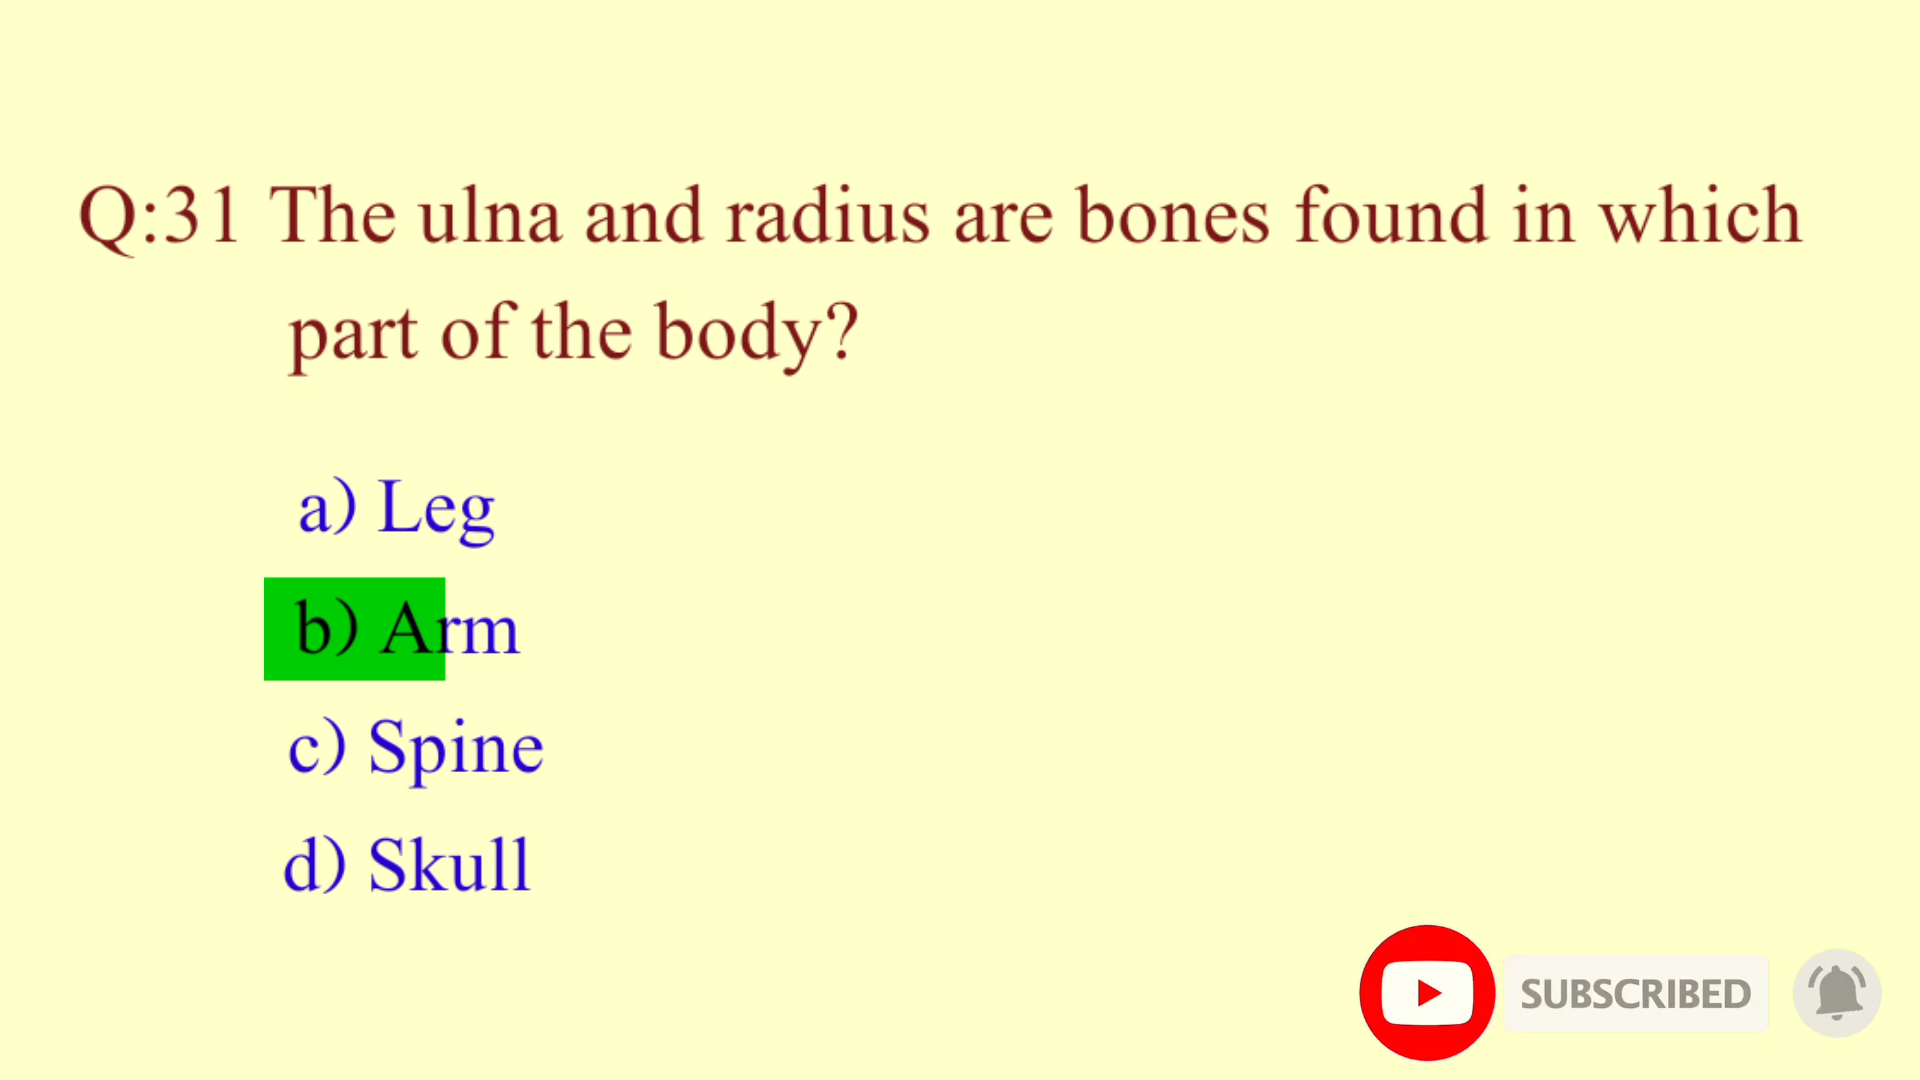 Q:31 The ulna and radius are bones found in which
part of the body?
a) Leg
b) Arm
c) Spine
d) Skull
SUBSCRIBED